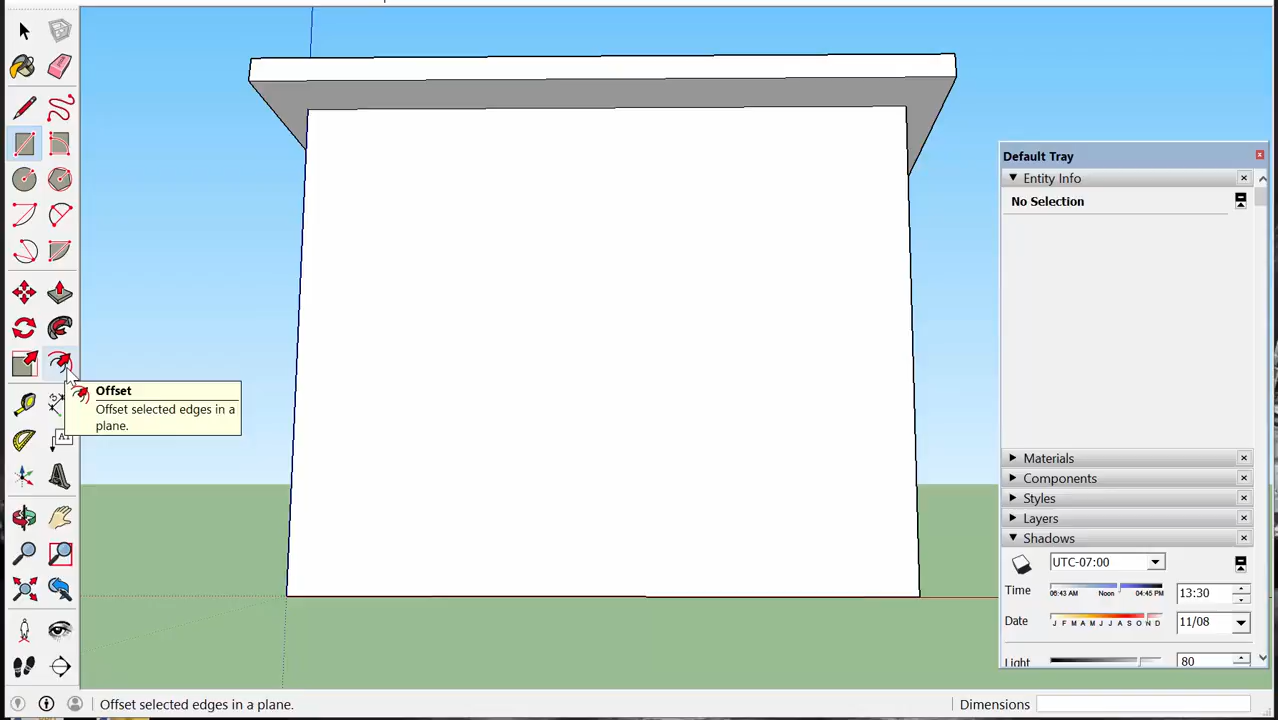 Default Tray
Entity Info
No Selection
Offset
Offset selected edges in a
plane.
A1
Materials
Components
Styles
Layers
Shadows
UTC-07:00
Time
06:43 AM Noon 04:45 PM
13:30
Date
J F M A M J J A S O N D
11/08
Light
80
Offset selected edges in a plane.
Dimensions